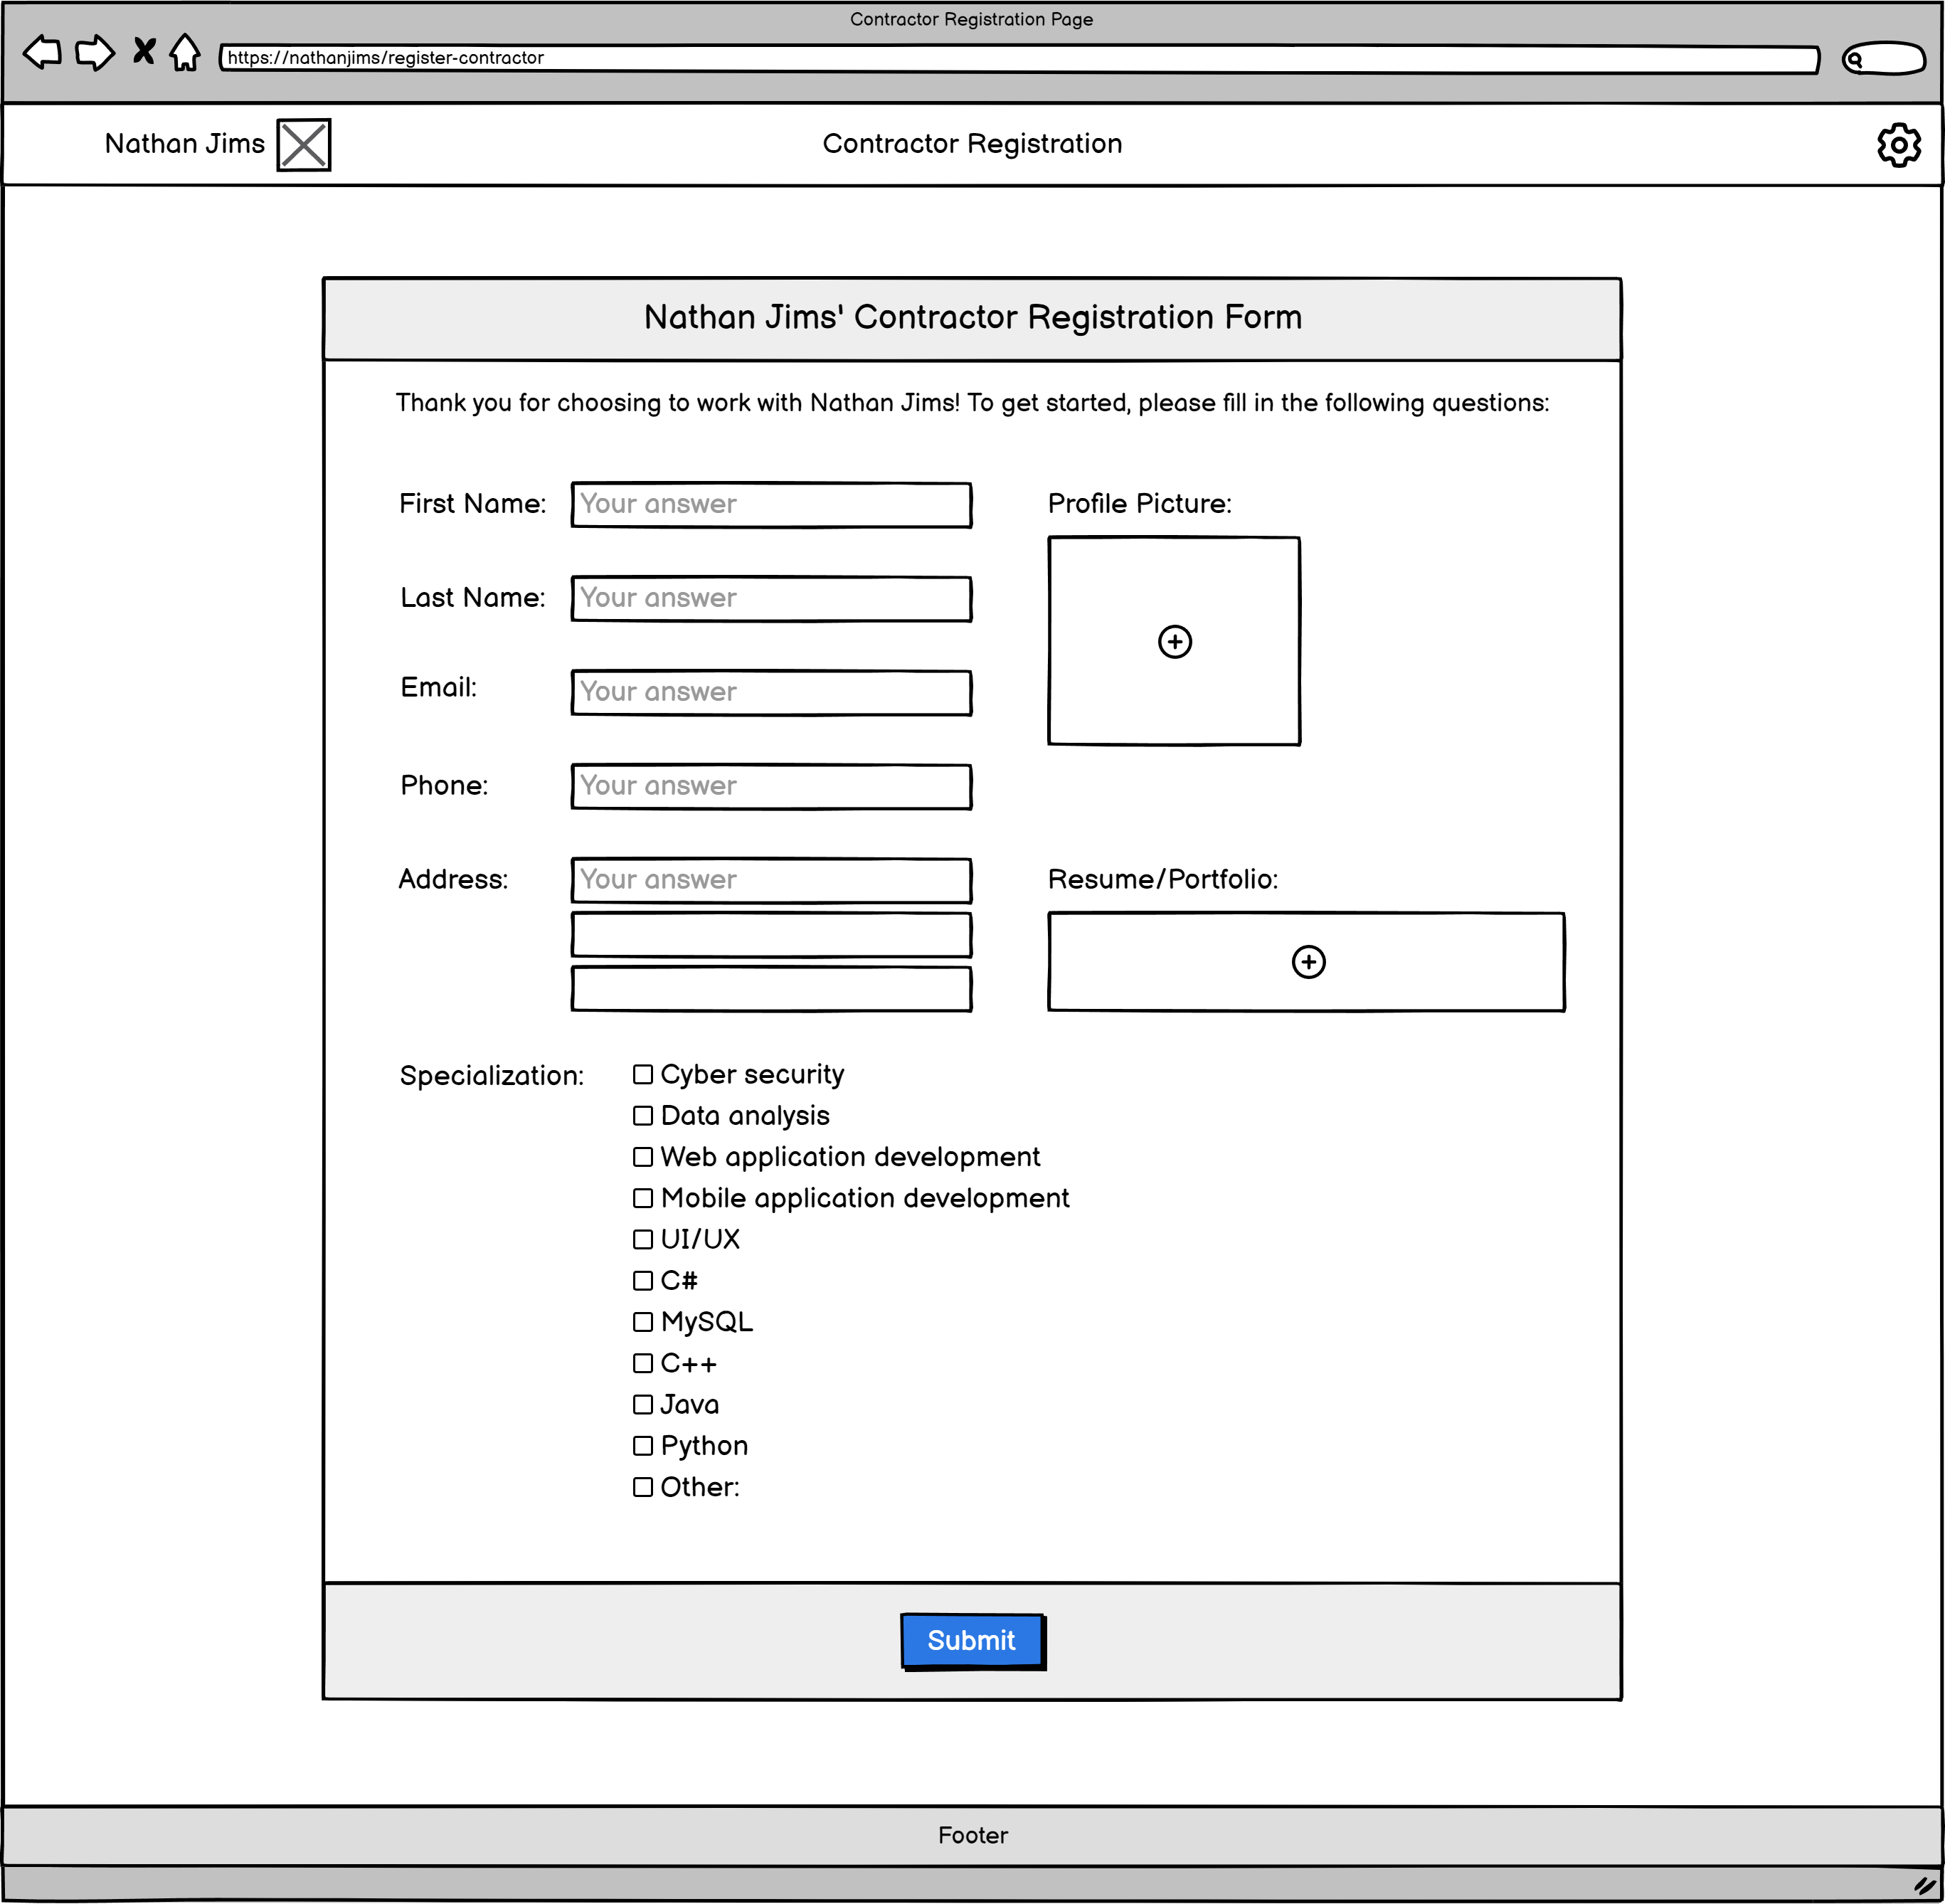 Contractor Registration Page
https://nathanjims/register-contractor
Nathan Jims
Contractor Registration
Nathan Jims' Contractor Registration Form
Thank you for choosing to work with Nathan Jims! To get started, please fill in the following questions:
First Name: Your answer
Profile Picture:
Last Name: Your answer
Email: Your answer
Phone: Your answer
Address: Your answer
Resume/Portfolio:
Specialization:
Cyber security
Data analysis
Web application development
Mobile application development
UI/UX
C#
MySQL
C++
Java
Python
Other:
Submit
Footer